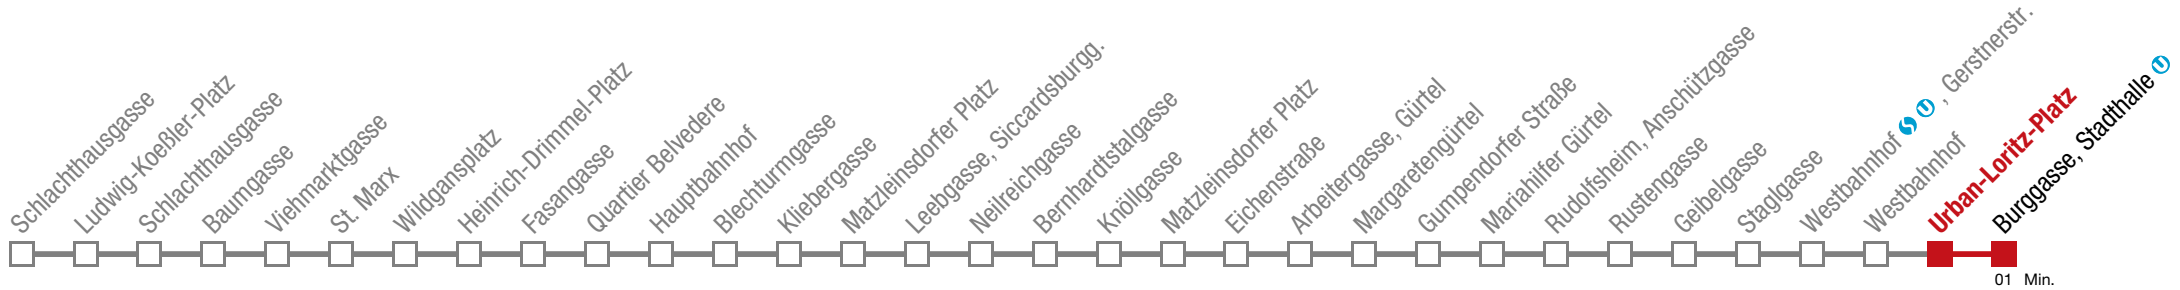 Schlachthausgasse
Ludwig-Koeßler-Platz
Schlachthausgasse
Baumgasse
Viehmarktgasse
St. Marx
Wildgansplatz
Heinrich-Drimmel-Platz
Fasangasse
Quartier Belvedere
Hauptbahnhof
Blechturmgasse
Kliebergasse
Matzleinsdorfer Platz
Leebgasse, Siccardsburgg.
Neilreichgasse
Bernhardtstalgasse
Knöllgasse
Matzleinsdorfer Platz
Eichenstraße
Arbeitergasse, Gürtel
Margaretengürtel
Gumpendorfer Straße
Mariahilfer Gürtel
Rudolfsheim, Anschützgasse
Rustengasse
Geibelgasse
Staglgasse
Westbahnhof S U , Gerstnerstr.
Westbahnhof
Urban-Loritz-Platz
Burggasse, Stadthalle U
01 Min.